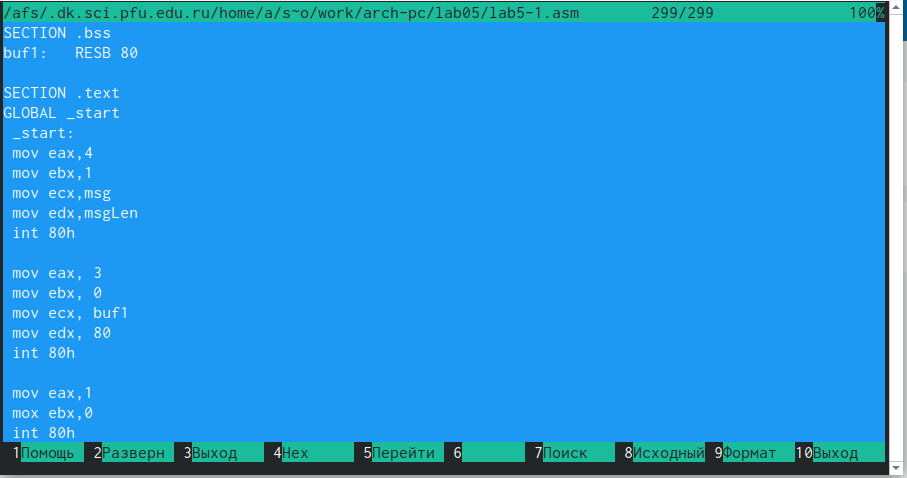 /afs/.dk.sci.pfu.edu.ru/home/a/s~o/work/arch-pc/lab05/lab5-1.asm 299/299 100%
SECTION .bss
buf1: RESB 80
SECTION .text
GLOBAL _start
_start:
mov eax,4
mov ebx,1
mov ecx,msg
mov edx,msgLen
int 80h
mov eax, 3
mov ebx, 0
mov ecx, buf1
mov edx, 80
int 80h
mov eax,1
mox ebx,0
int 80h
1Помощь 2Разверн 3Выход 4Hex 5Перейти 6 7Поиск 8Исходный 9Формат 10Выход